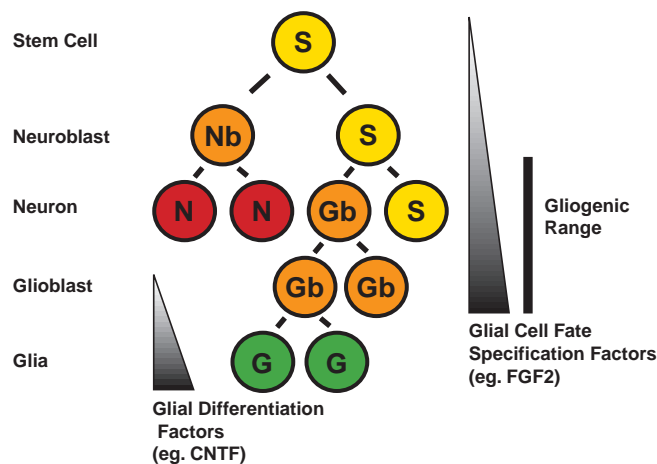 Stem Cell
S
Neuroblast
Nb
S
Neuron
N
N
Gb
S
Gliogenic
Range
Glioblast
Gb
Gb
Glial Cell Fate
Specification Factors
(eg. FGF2)
Glia
G
G
Glial Differentiation
Factors
(eg. CNTF)